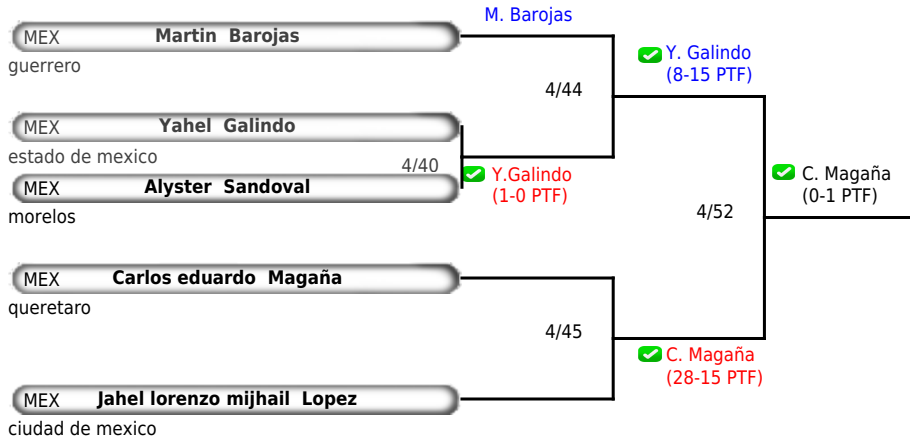 M. Barojas
MEX Martin Barojas
guerrero
Y. Galindo
(8-15 PTF)
4/44
MEX Yahel Galindo
estado de mexico
4/40
Y.Galindo
(1-0 PTF)
MEX Alyster Sandoval
morelos
C. Magaña
(0-1 PTF)
4/52
MEX Carlos eduardo Magaña
queretaro
4/45
C. Magaña
(28-15 PTF)
MEX Jahel lorenzo mijhail Lopez
ciudad de mexico